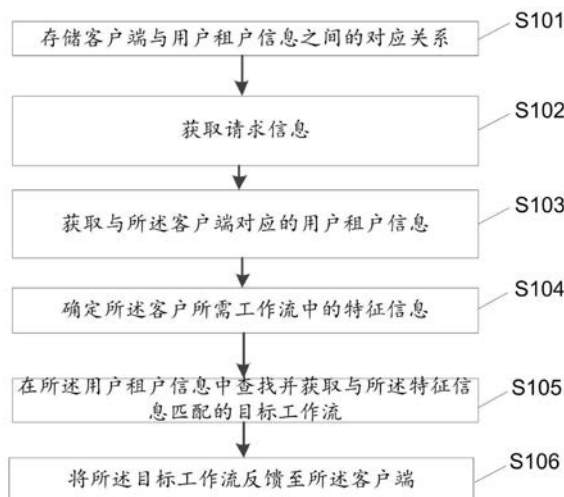 存储客户端与用户租户信息之间的对应关系
S101
获取请求信息
S102
获取与所述客户端对应的用户租户信息
S103
确定所述客户所需工作流中的特征信息
S104
在所述用户租户信息中查找并获取与所述特征信
息匹配的目标工作流
S105
将所述目标工作流反馈至所述客户端
S106